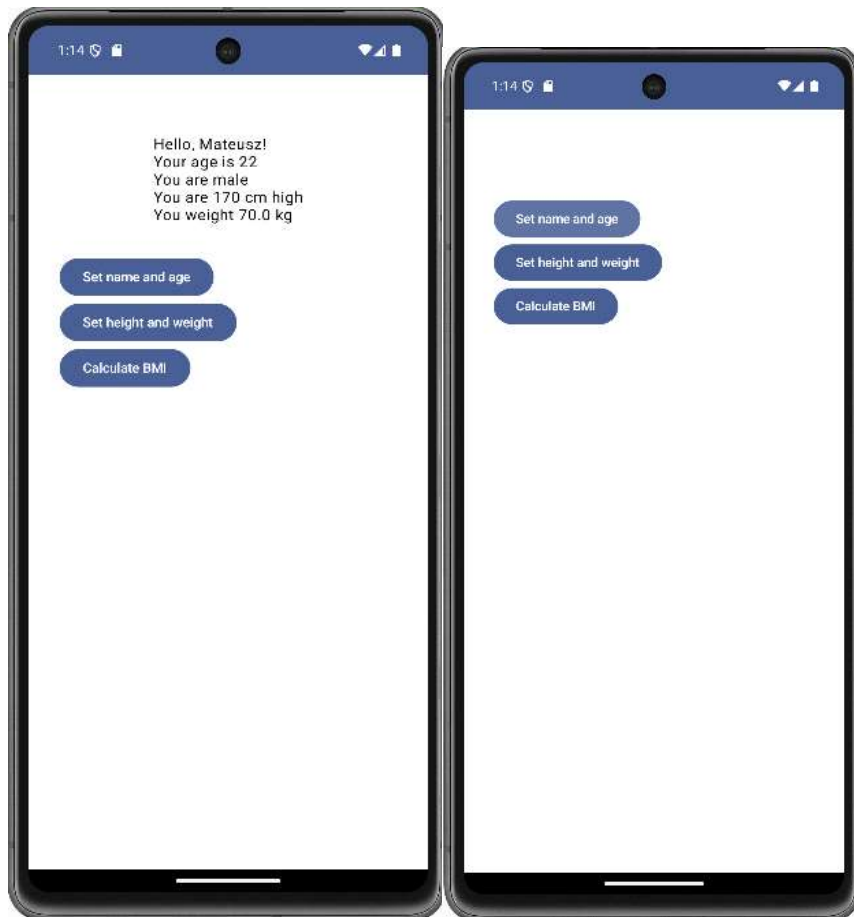 1:14
Hello, Mateusz!
Your age is 22
You are male
You are 170 cm high
You weight 70.0 kg
Set name and age
Set height and weight
Calculate BMI
1:14
Set name and age
Set height and weight
Calculate BMI